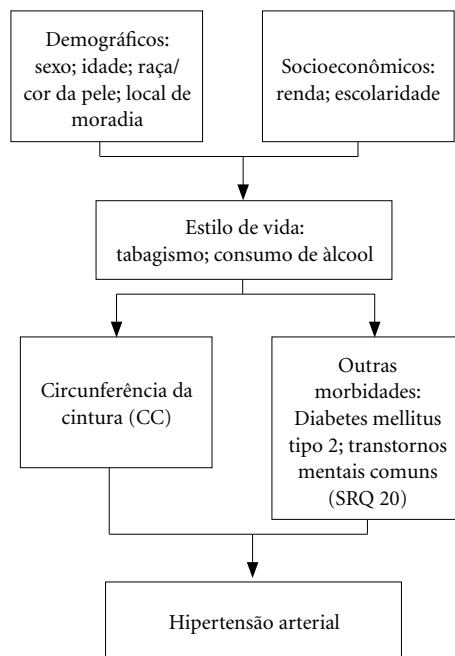 Demográficos:
sexo; idade; raça/
cor da pele; local de
moradia
Socioeconômicos:
renda; escolaridade
Estilo de vida:
tabagismo; consumo de àlcool
Circunferência da
cintura (CC)
Outras
morbidades:
Diabetes mellitus
tipo 2; transtornos
mentais comuns
(SRQ 20)
Hipertensão arterial